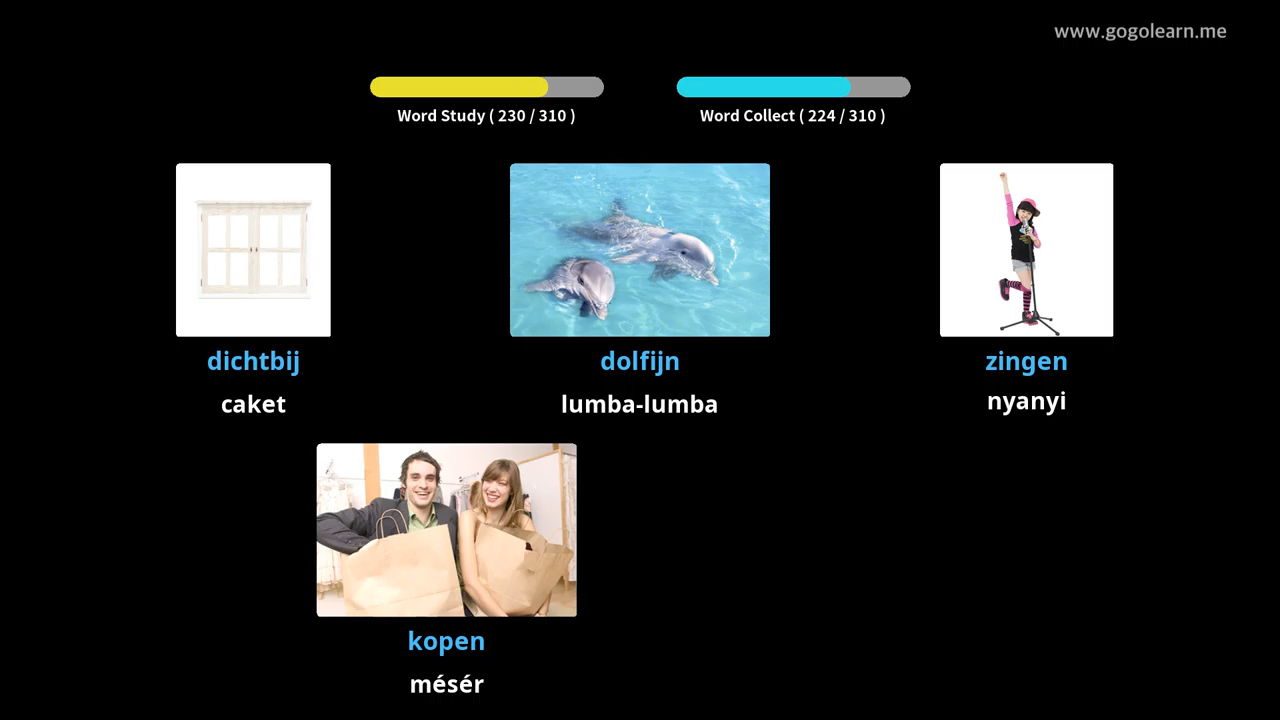 www.gogolearn.me
Word Study ( 230 / 310 )
Word Collect ( 224 / 310 )
dichtbij
caket
dolfijn
lumba-lumba
zingen
nyanyi
kopen
mésér